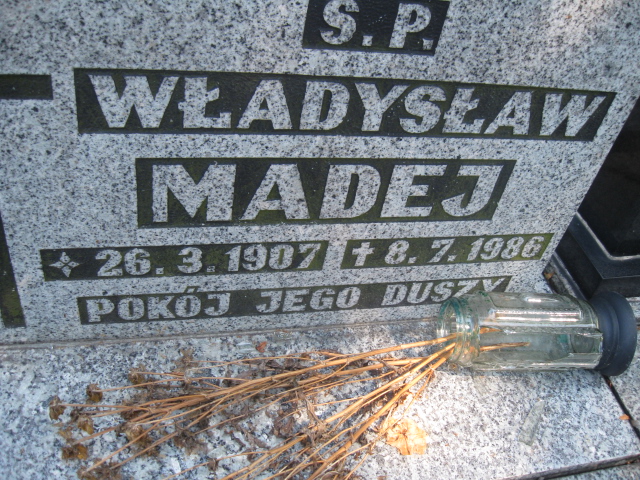 Ś. P.
WŁADYSŁAW
MADEJ
26. 3. 1907 † 8. 7. 1986
POKÓJ JEGO DUSZY